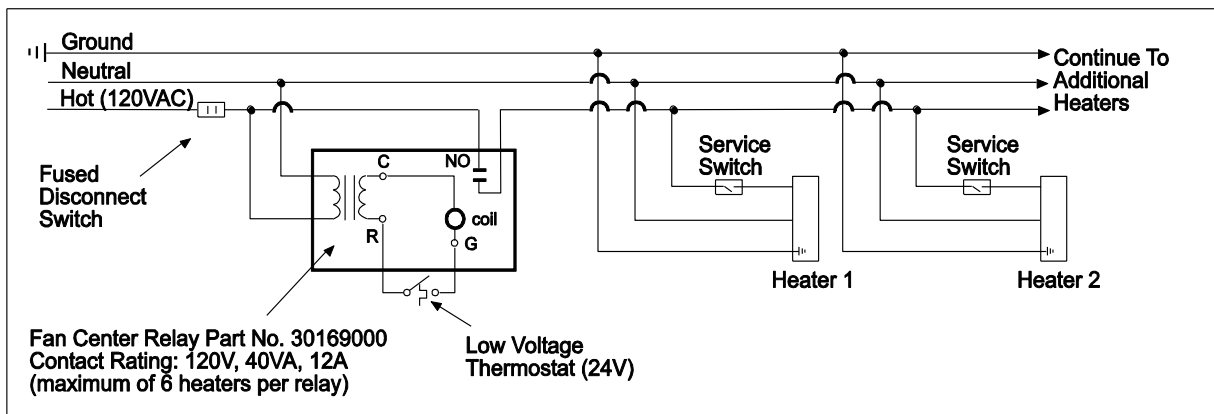 Ground
Neutral
Hot (120VAC)
Continue To
Additional
Heaters
Fused
Disconnect
Switch
C
NO
coil
R
G
Service
Switch
Service
Switch
Heater 1
Heater 2
Fan Center Relay Part No. 30169000
Contact Rating: 120V, 40VA, 12A
(maximum of 6 heaters per relay)
Low Voltage
Thermostat (24V)